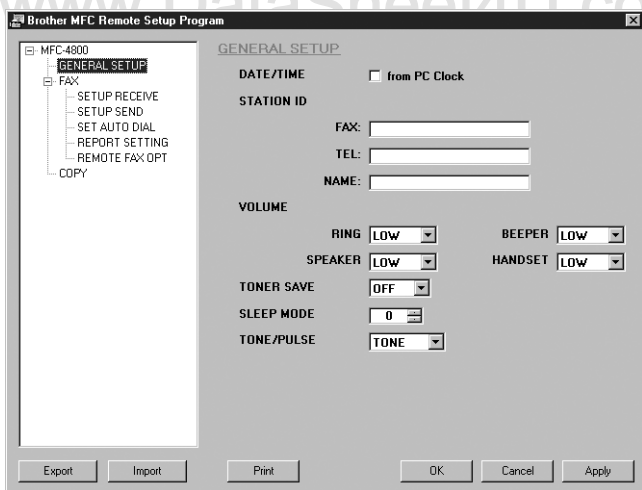 Brother MFC Remote Setup Program
MFC-4800
GENERAL SETUP
FAX
SETUP RECEIVE
SETUP SEND
SET AUTO DIAL
REPORT SETTING
REMOTE FAX OPT
COPY
GENERAL SETUP
DATE/TIME from PC Clock
STATION ID
FAX:
TEL:
NAME:
VOLUME
RING LOW BEEPER LOW
SPEAKER LOW HANDSET LOW
TONER SAVE OFF
SLEEP MODE 0
TONE/PULSE TONE
Export Import Print OK Cancel Apply